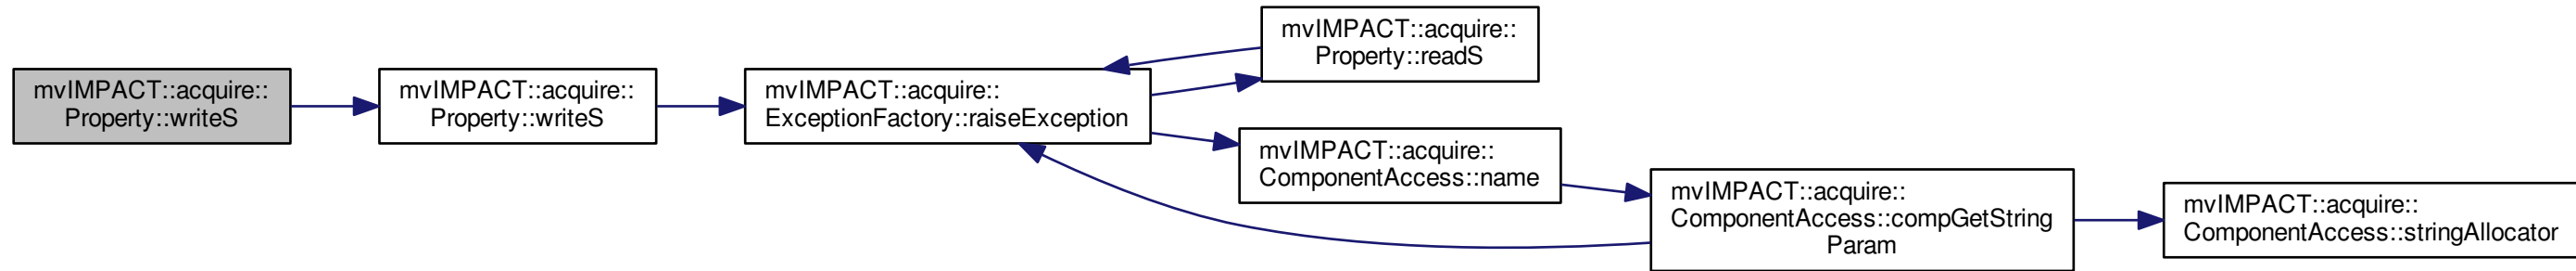 mvIMPACT::acquire::
Property::writeS
mvIMPACT::acquire::
Property::writeS
mvIMPACT::acquire::
ExceptionFactory::raiseException
mvIMPACT::acquire::
Property::readS
mvIMPACT::acquire::
ComponentAccess::name
mvIMPACT::acquire::
ComponentAccess::compGetString
Param
mvIMPACT::acquire::
ComponentAccess::stringAllocator